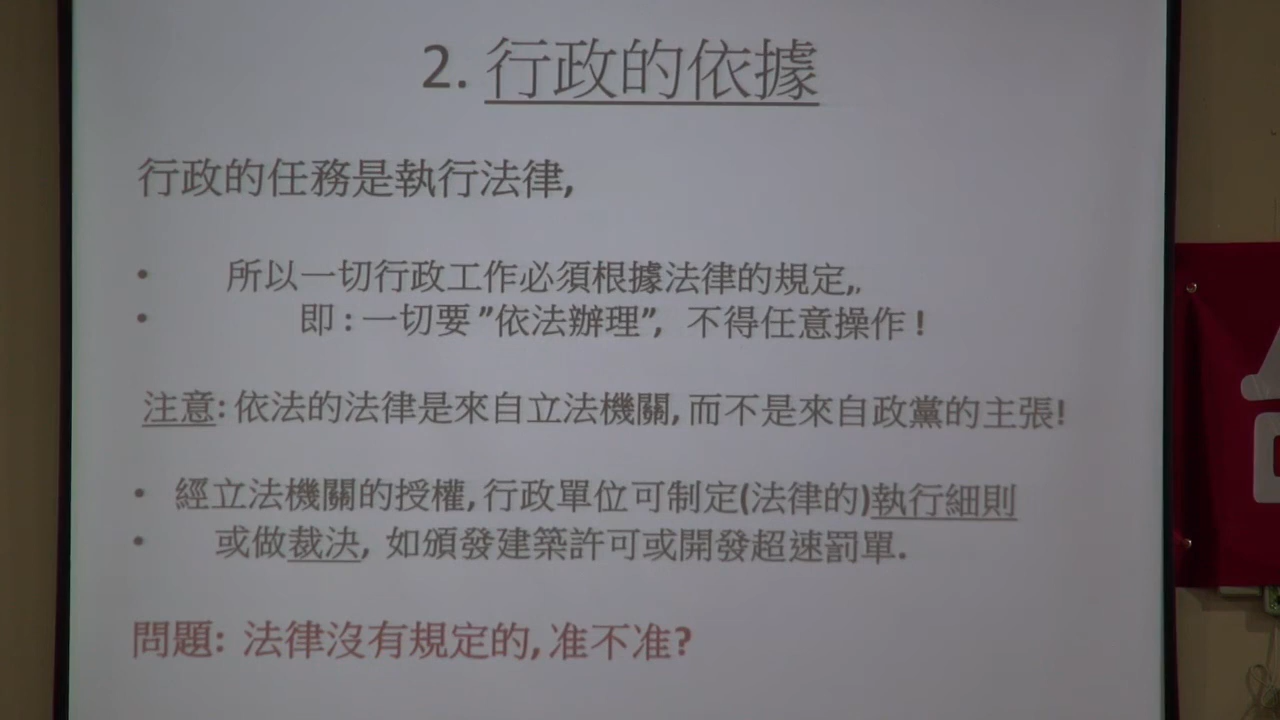 2. 行政的依據
行政的任務是執行法律,
• 所以一切行政工作必須根據法律的規定,,
• 即 : 一切要 ”依法辦理”, 不得任意操作 !
注意: 依法的法律是來自立法機關, 而不是來自政黨的主張!
• 經立法機關的授權, 行政單位可制定(法律的)執行細則
• 或做裁決, 如頒發建築許可或開發超速罰單.
問題: 法律沒有規定的, 准不准?